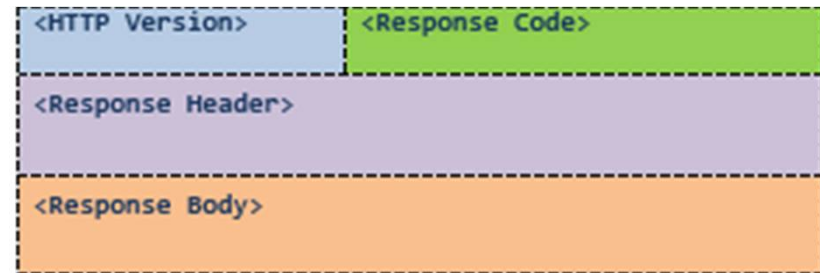 <HTTP Version> <Response Code>
<Response Header>
<Response Body>